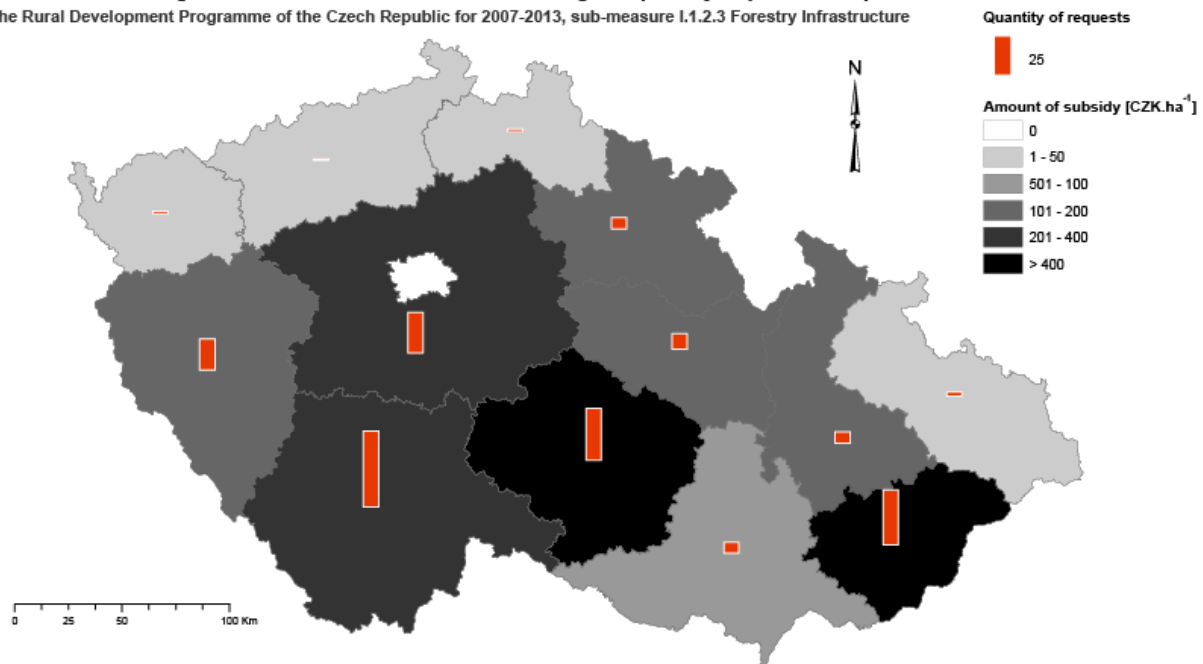 he Rural Development Programme of the Czech Republic for 2007-2013, sub-measure I.1.2.3 Forestry Infrastructure
Quantity of requests
25
N
Amount of subsidy [CZK.ha⁻¹]
0
1 - 50
501 - 100
101 - 200
201 - 400
> 400
0 25 50 100 Km